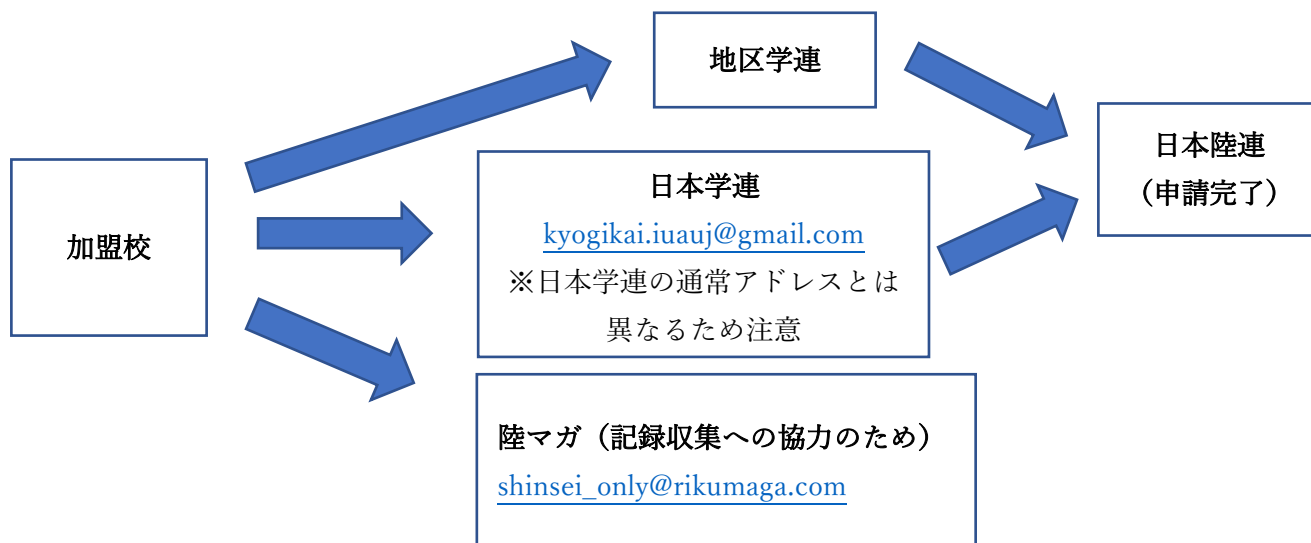 地区学連
日本陸連
（申請完了）
加盟校
日本学連
kyogikai.iuauj@gmail.com
※日本学連の通常アドレスとは
異なるため注意
陸マガ（記録収集への協力のため）
shinsei_only@rikumaga.com